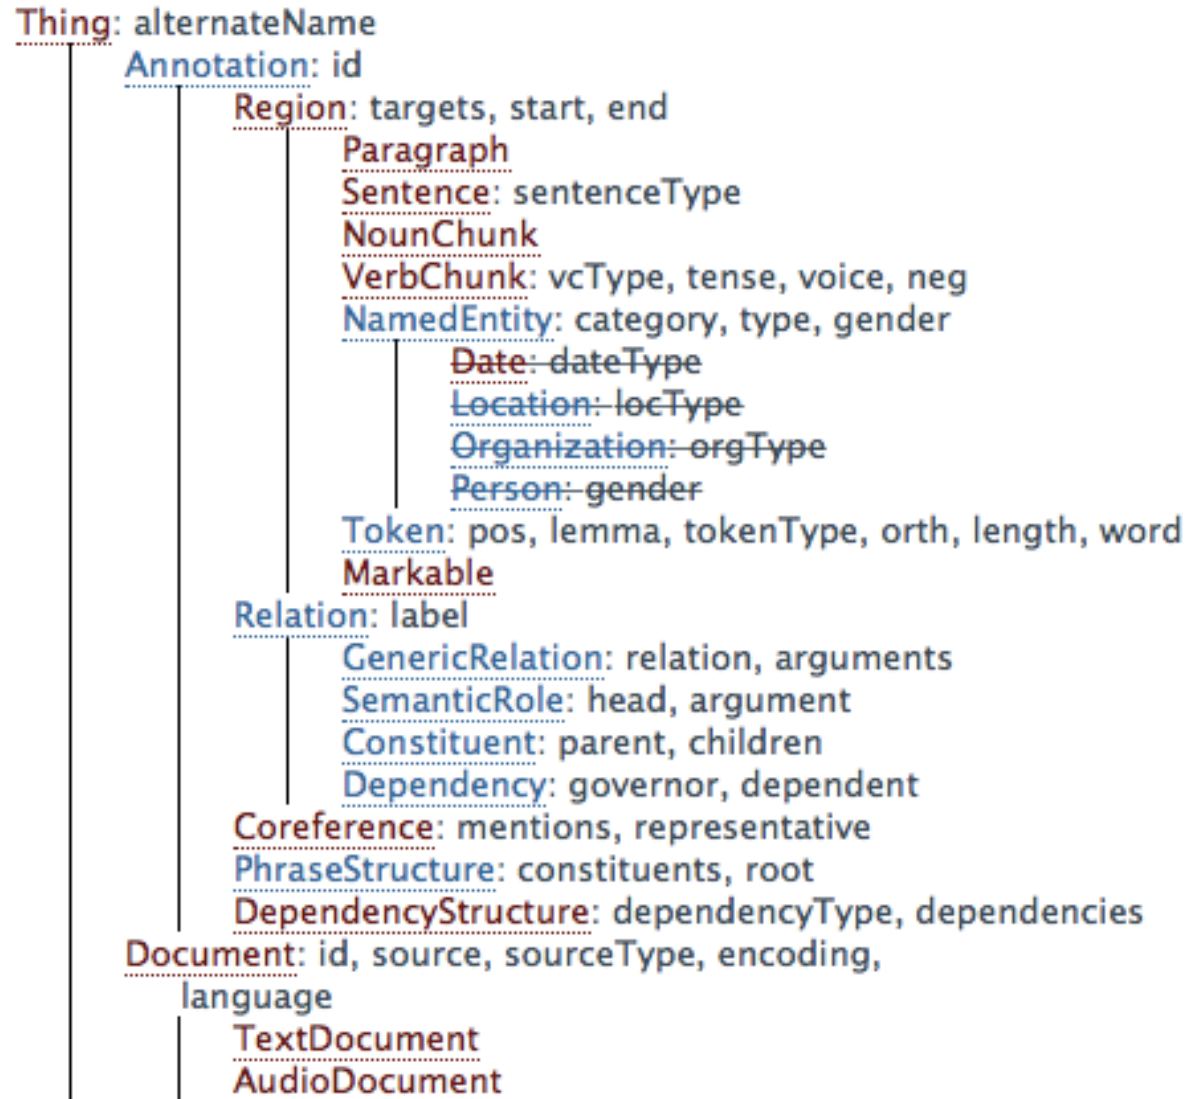 Thing: alternateName
Annotation: id
Region: targets, start, end
Paragraph
Sentence: sentenceType
NounChunk
VerbChunk: vcType, tense, voice, neg
NamedEntity: category, type, gender
Date: dateType
Location: locType
Organization: orgType
Person: gender
Token: pos, lemma, tokenType, orth, length, word
Markable
Relation: label
GenericRelation: relation, arguments
SemanticRole: head, argument
Constituent: parent, children
Dependency: governor, dependent
Coreference: mentions, representative
PhraseStructure: constituents, root
DependencyStructure: dependencyType, dependencies
Document: id, source, sourceType, encoding,
language
TextDocument
AudioDocument